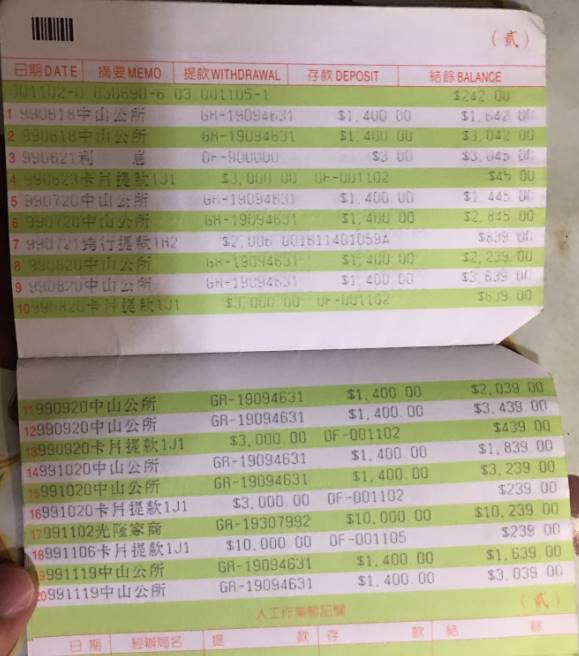 (貳)
日期DATE 摘要MEMO 提款WITHDRAWAL 存款DEPOSIT 結餘BALANCE
001102-0 030690-6 03 001105-1 $242.00
1 990618中山公所 GR-19094631 $1,400.00 $1,642.00
2 990618中山公所 GR-19094631 $1,400.00 $3,042.00
3 990621利 息 OF-900000 $3.00 $3,045.00
4 990623卡片提款1J1 $3,000.00 OF-001102 $45.00
5 990720中山公所 GR-19094631 $1,400.00 $1,445.00
6 990720中山公所 GR-19094631 $1,400.00 $2,845.00
7 990721跨行提款1H2 $2,006.00 $839.00
8 990820中山公所 GR-19094631 $1,400.00 $2,239.00
9 990820中山公所 GR-19094631 $1,400.00 $3,639.00
10 990820卡片提款1J1 $3,000.00 OF-001102 $639.00
11 990920中山公所 GR-19094631 $1,400.00 $2,039.00
12 990920中山公所 GR-19094631 $1,400.00 $3,439.00
13 990920卡片提款1J1 $3,000.00 OF-001102 $439.00
14 991020中山公所 GR-19094631 $1,400.00 $1,839.00
15 991020中山公所 GR-19094631 $1,400.00 $3,239.00
16 991020卡片提款1J1 $3,000.00 OF-001102 $239.00
17 991102光隆家商 GR-19307992 $10,000.00 $10,239.00
18 991106卡片提款1J1 $10,000.00 OF-001105 $239.00
19 991119中山公所 GR-19094631 $1,400.00 $1,639.00
20 991119中山公所 GR-19094631 $1,400.00 $3,039.00
人工作業暫記欄 (貳)
日期 經辦局名 提 款 存 款 結 餘